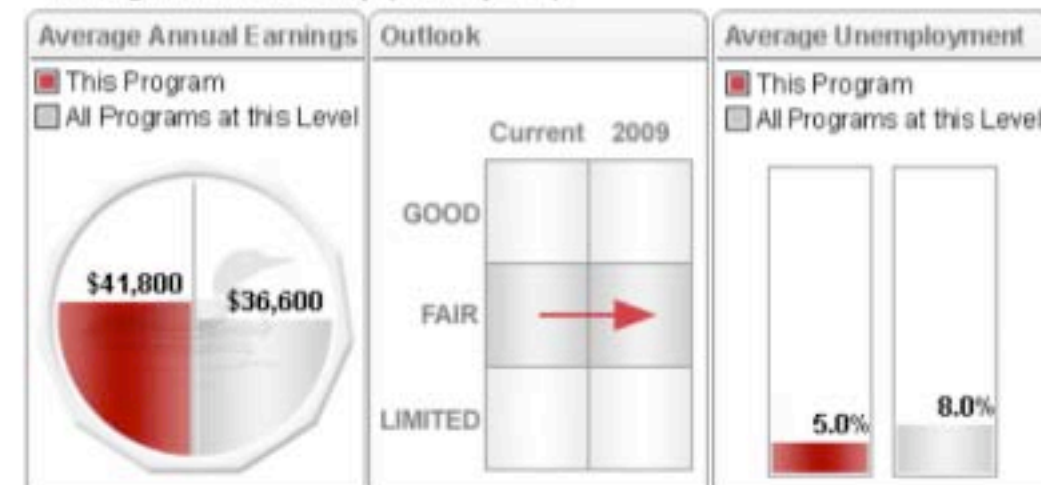 Average Annual Earnings
This Program
All Programs at this Level
$41,800
$36,600
Outlook
Current 2009
GOOD
FAIR
LIMITED
Average Unemployment
This Program
All Programs at this Level
5.0%
8.0%